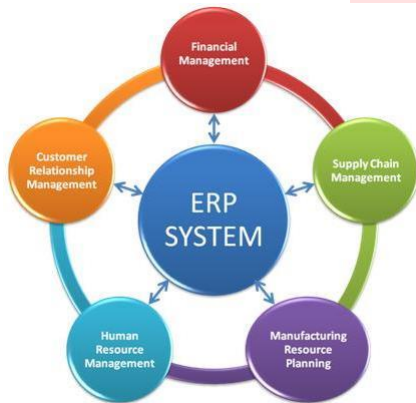 Financial
Management
Customer
Relationship
Management
Supply Chain
Management
ERP
SYSTEM
Human
Resource
Management
Manufacturing
Resource
Planning